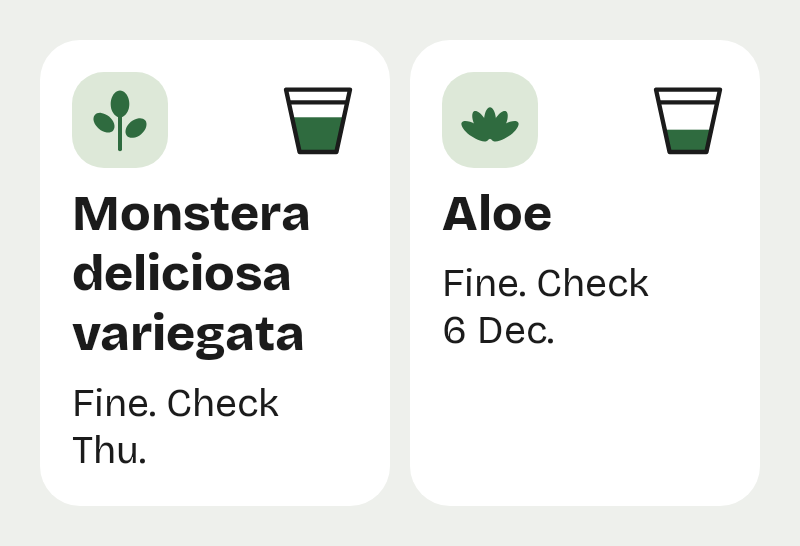 Monstera
deliciosa
variegata
Fine. Check
Thu.
Aloe
Fine. Check
6 Dec.